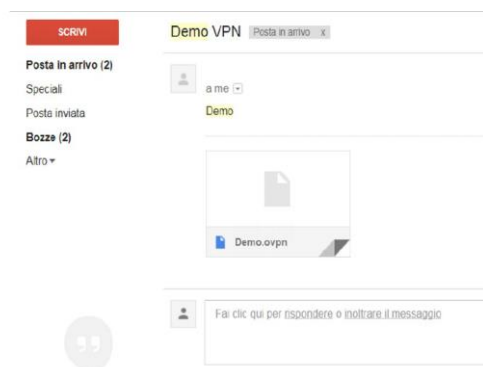 SCRIVI
Demo VPN Posta in arrivo x
Posta in arrivo (2)
Speciali
Posta inviata
Bozze (2)
Altro
a me
Demo
Demo.ovpn
Fai clic qui per rispondere o inoltrare il messaggio